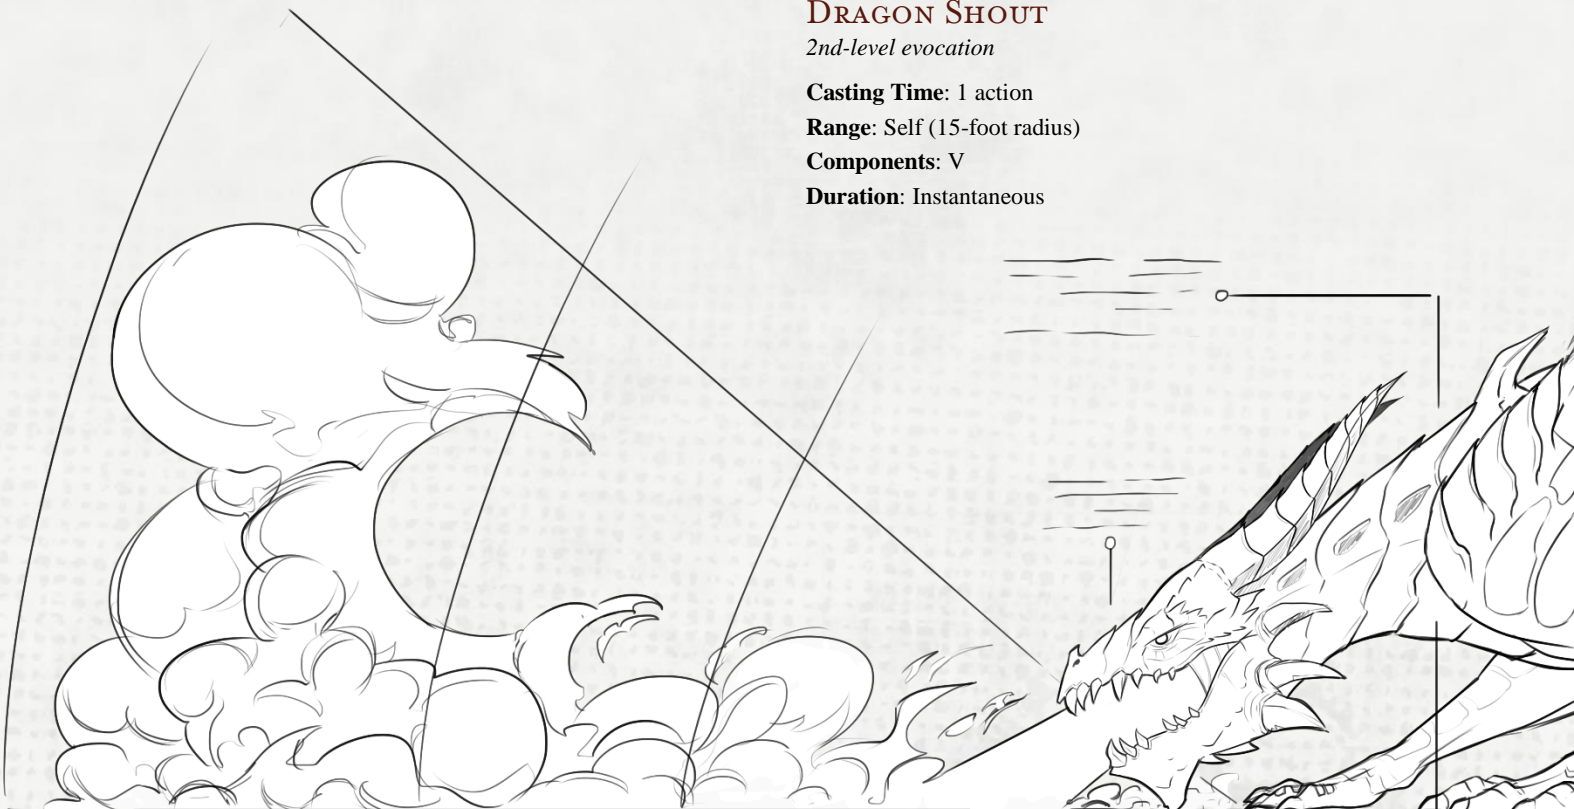 Dragon Shout
2nd-level evocation
Casting Time: 1 action
Range: Self (15-foot radius)
Components: V
Duration: Instantaneous